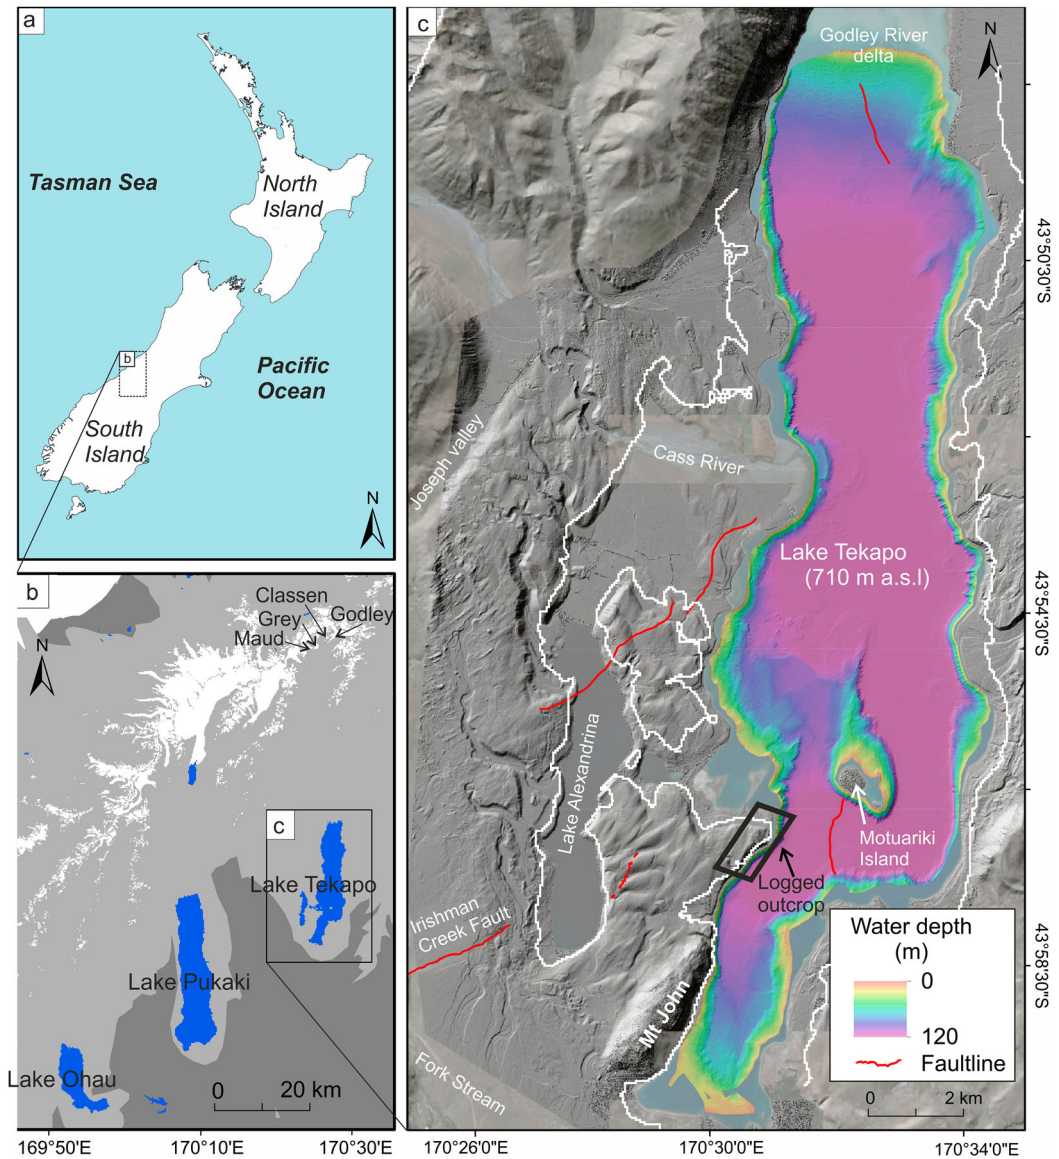 a
Tasman Sea
North
Island
Pacific
Ocean
b
South
Island
N
b
Classen
Grey
Godley
Maud
N
c
Lake Tekapo
Lake Pukaki
Lake Ohau
0 20 km
169°50'0"E 170°10'0"E 170°30'0"E
c
Godley River
delta
N
43°50'30"S
Joseph valley
Cass River
Lake Tekapo
(710 m a.s.l)
43°54'30"S
Lake Alexandrina
Motuariki
Island
Logged
outcrop
Irishman
Creek Fault
Mt John
Fork Stream
43°58'30"S
Water depth
(m)
0
120
Faultline
0 2 km
170°26'0"E 170°30'0"E 170°34'0"E